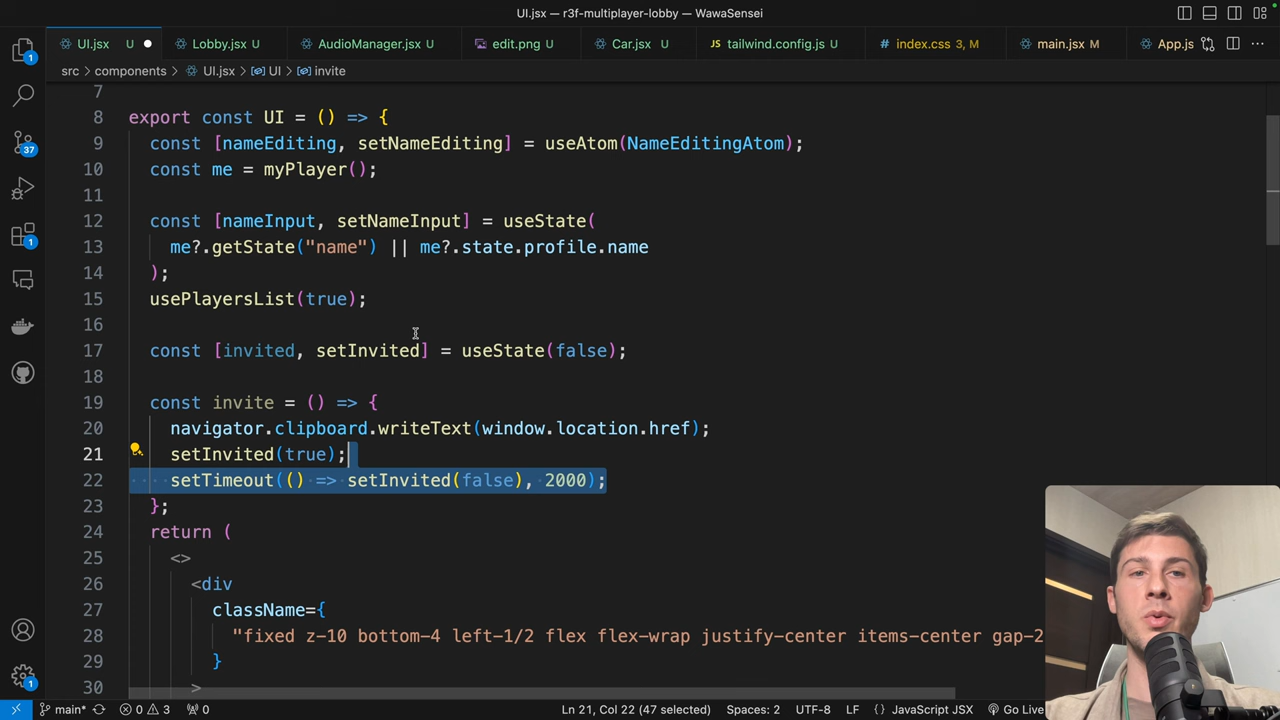 UI.jsx — r3f-multiplayer-lobby — WawaSensei
UI.jsx U Lobby.jsx U AudioManager.jsx U edit.png U Car.jsx U tailwind.config.js U index.css 3, M main.jsx M App.js
src > components > UI.jsx > UI > invite
7
8 export const UI = () => {
9 const [nameEditing, setNameEditing] = useAtom(NameEditingAtom);
10 const me = myPlayer();
11
12 const [nameInput, setNameInput] = useState(
13 me?.getState("name") || me?.state.profile.name
14 );
15 usePlayersList(true);
16
17 const [invited, setInvited] = useState(false);
18
19 const invite = () => {
20 navigator.clipboard.writeText(window.location.href);
21 setInvited(true);
22 setTimeout(() => setInvited(false), 2000);
23 };
24 return (
25 <>
26 <div
27 className={
28 "fixed z-10 bottom-4 left-1/2 flex flex-wrap justify-center items-center gap-2
29 }
30 >
1
37
1
1
main* 0 3 0 Ln 21, Col 22 (47 selected) Spaces: 2 UTF-8 LF {} JavaScript JSX Go Live